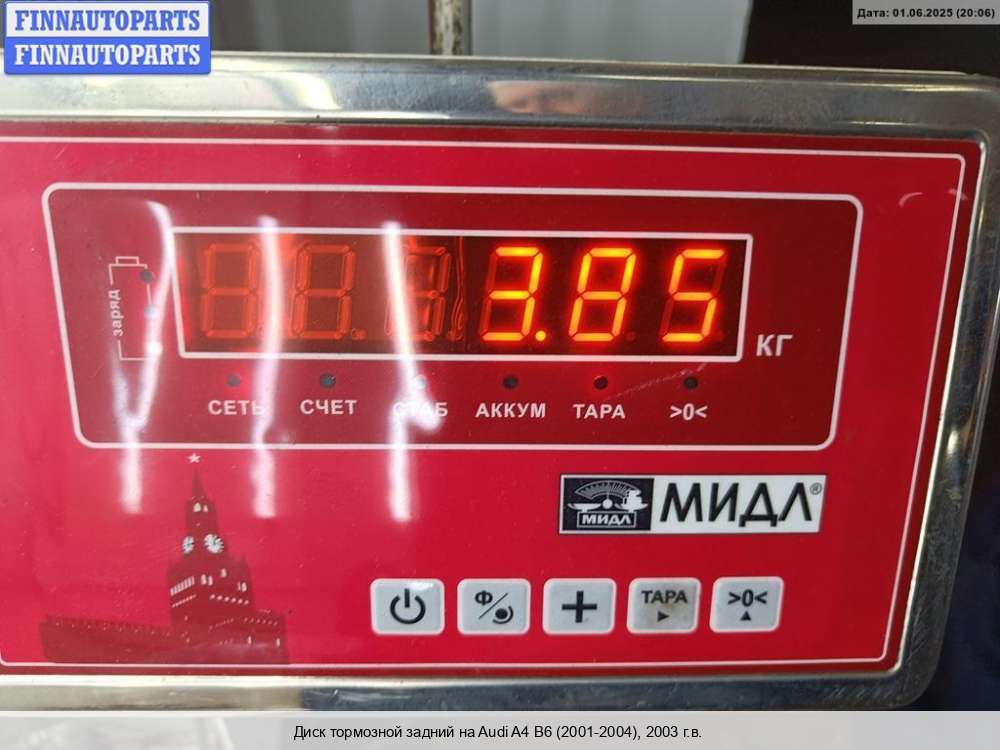 FINNAUTOPARTS
FINNAUTOPARTS
Дата: 01.06.2025 (20:06)
3.85
КГ
заряд
СЕТЬ СЧЕТ СТАБ АККУМ ТАРА >0<
МИДЛ МИДЛ®
Ф
ТАРА >0<
Диск тормозной задний на Audi A4 B6 (2001-2004), 2003 г.в.